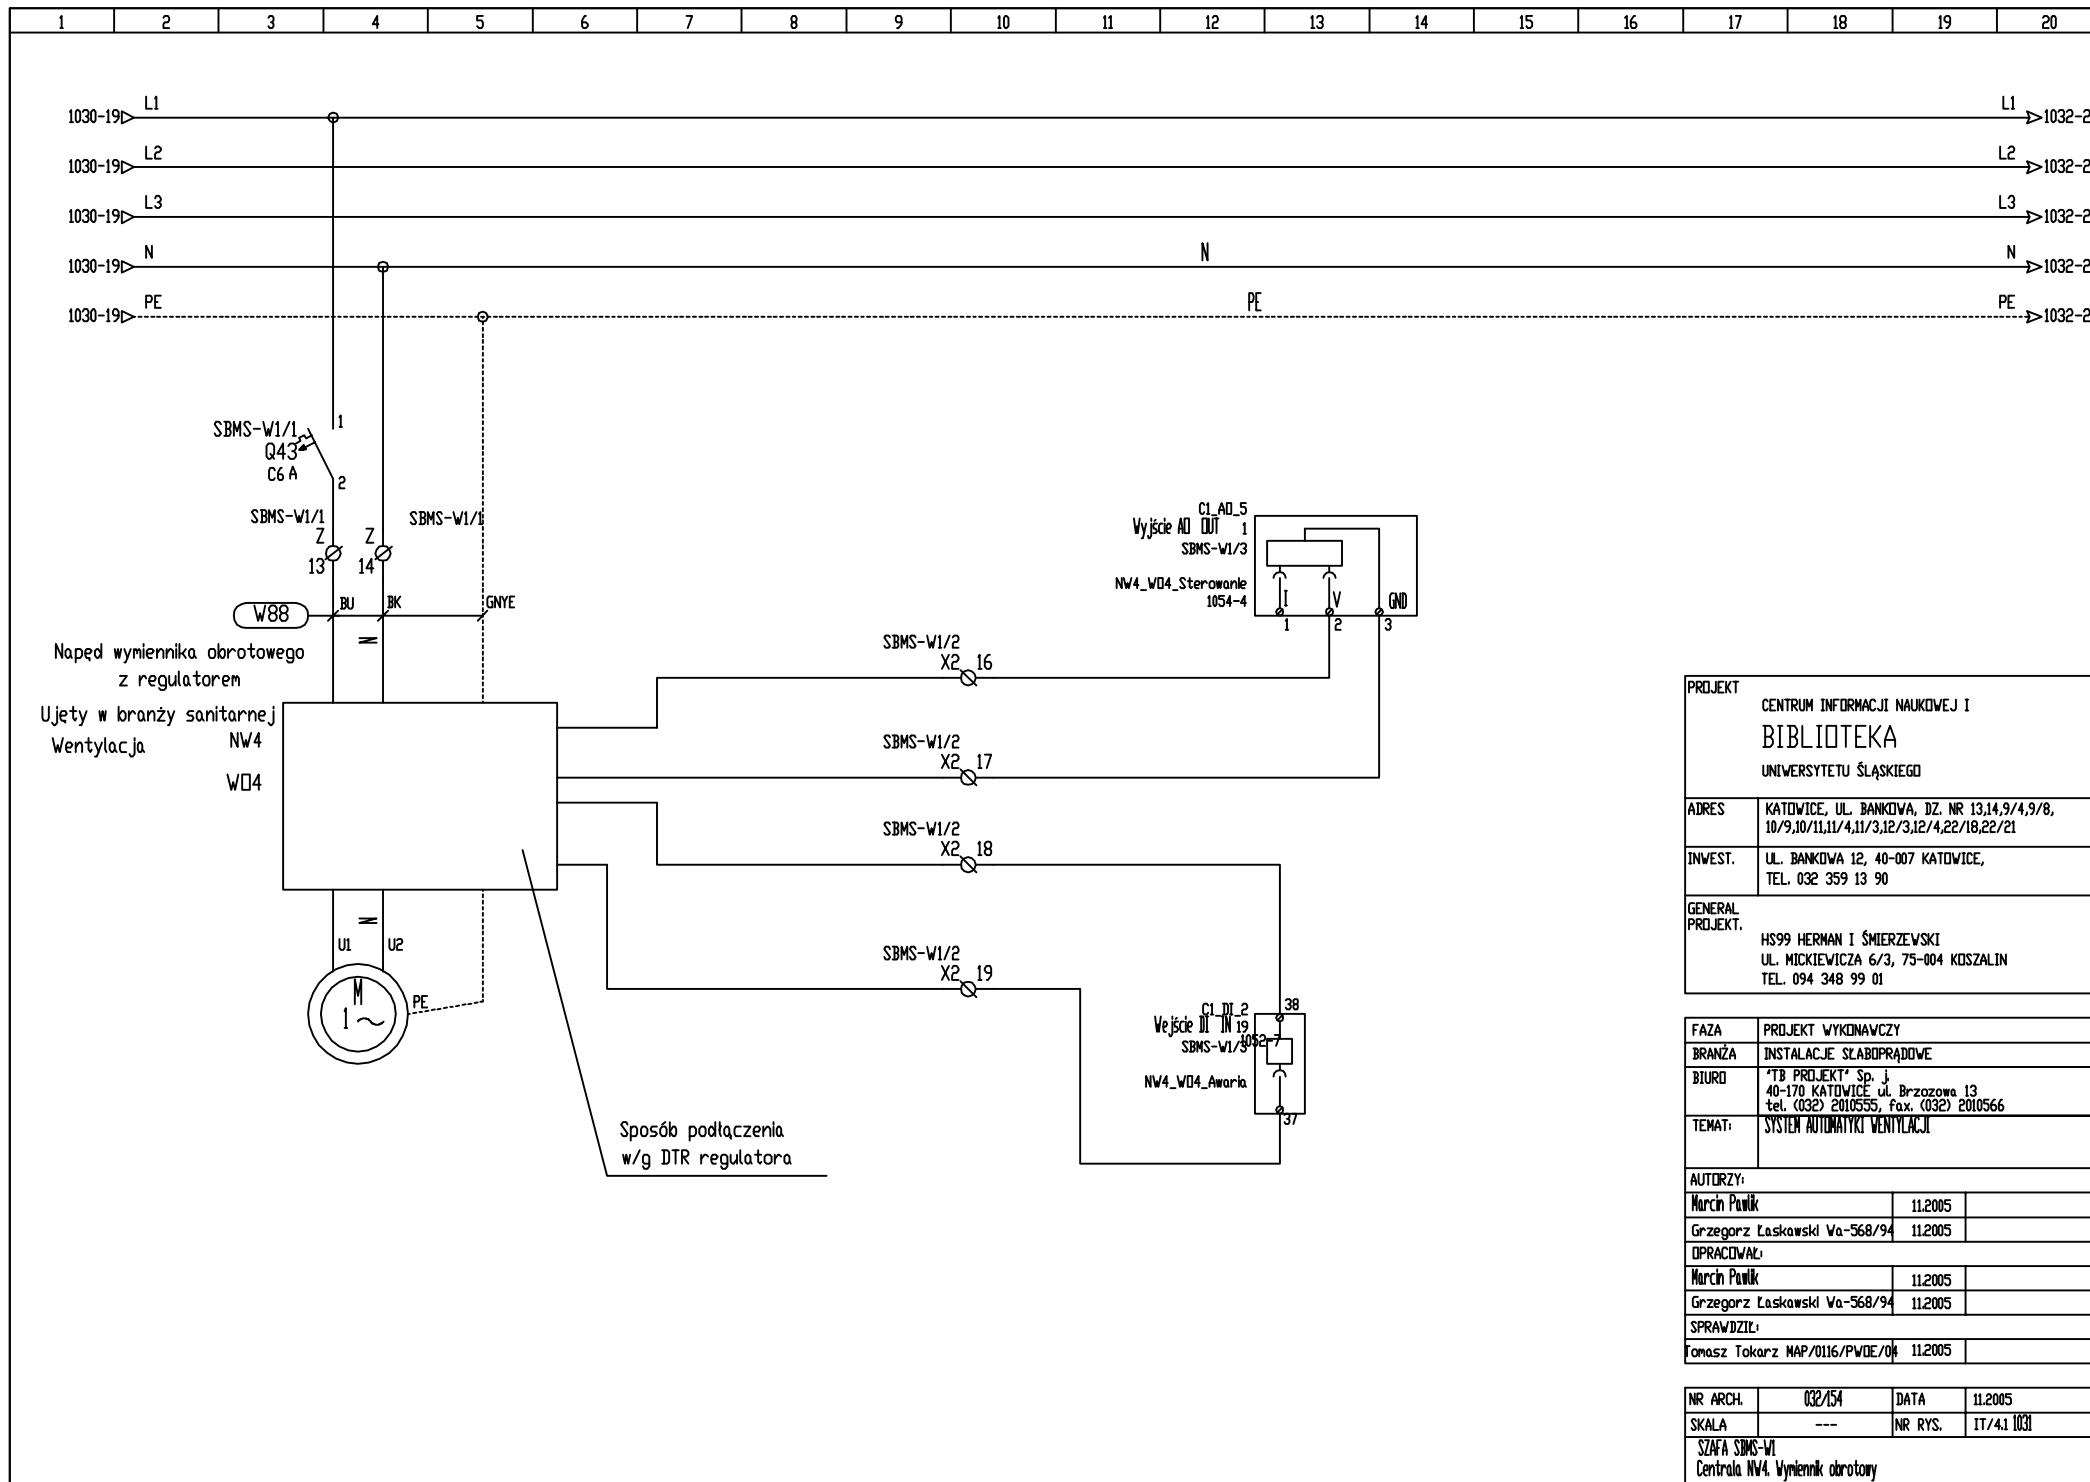 1 2 3 4 5 6 7 8 9 10 11 12 13 14 15 16 17 18 19 20
L1 L1
1030-19 1032-2
L2 L2
1030-19 1032-2
L3 L3
1030-19 1032-2
N N N
1030-19 1032-2
PE PE PE
1030-19 1032-2
SBMS-W1/1 1
Q43
C6 A
2
SBMS-W1/1 SBMS-W1/1
Z Z
13 14
W88 BU BK GNYE
N
Napęd wymiennika obrotowego
z regulatorem
Ujęty w branży sanitarnej
Wentylacja
NW4
WO4
N
U1 U2
M
1~
PE
Sposób podłączenia
w/g DTR regulatora
SBMS-W1/2
X2 16
SBMS-W1/2
X2 17
SBMS-W1/2
X2 18
SBMS-W1/2
X2 19
C1_AO_5
Wyjście AO OUT 1
SBMS-W1/3
NW4_WO4_Sterowanie
1054-4
I V GND
1 2 3
C1_DI_2 38
Wejście DI IN 19
1052-7
SBMS-W1/3
NW4_WO4_Awaria
37
PROJEKT
CENTRUM INFORMACJI NAUKOWEJ I
BIBLIOTEKA
UNIWERSYTETU ŚLĄSKIEGO
ADRES KATOWICE, UL. BANKOWA, DZ. NR 13,14,9/4,9/8,
10/9,10/11,11/4,11/3,12/3,12/4,22/18,22/21
INWEST. UL. BANKOWA 12, 40-007 KATOWICE,
TEL. 032 359 13 90
GENERAL
PROJEKT.
HS99 HERMAN I ŚMIERZEWSKI
UL. MICKIEWICZA 6/3, 75-004 KOSZALIN
TEL. 094 348 99 01
FAZA PROJEKT WYKONAWCZY
BRANŻA INSTALACJE SŁABOPRĄDOWE
BIURO "TB PROJEKT" Sp. j.
40-170 KATOWICE ul. Brzozowa 13
tel. (032) 2010555, fax. (032) 2010566
TEMAT: SYSTEM AUTOMATYKI WENTYLACJI
AUTORZY:
Marcin Pawlik 11.2005
Grzegorz Łaskawski Wa-568/94 11.2005
OPRACOWAŁ:
Marcin Pawlik 11.2005
Grzegorz Łaskawski Wa-568/94 11.2005
SPRAWDZIŁ:
Tomasz Tokarz MAP/0116/PWOE/04 11.2005
NR ARCH. 032/154 DATA 11.2005
SKALA --- NR RYS. IT/4.1 1031
SZAFA SBMS-W1
Centrala NW4. Wymiennik obrotowy